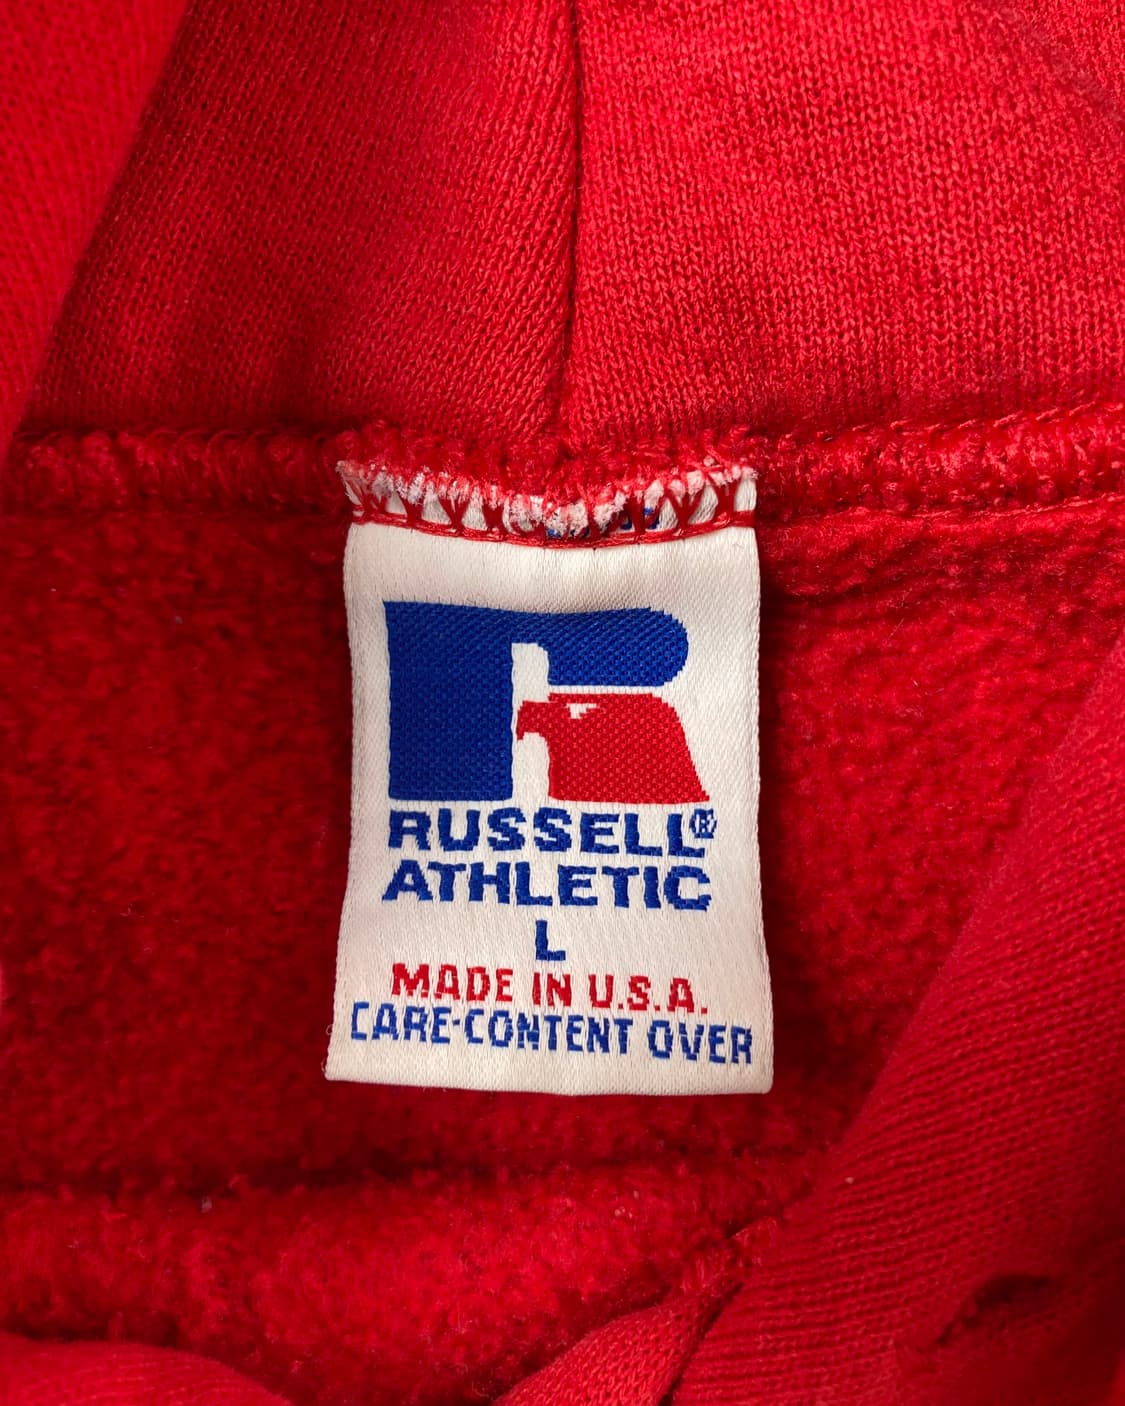 RUSSELL®
ATHLETIC
L
MADE IN U.S.A.
CARE-CONTENT OVER